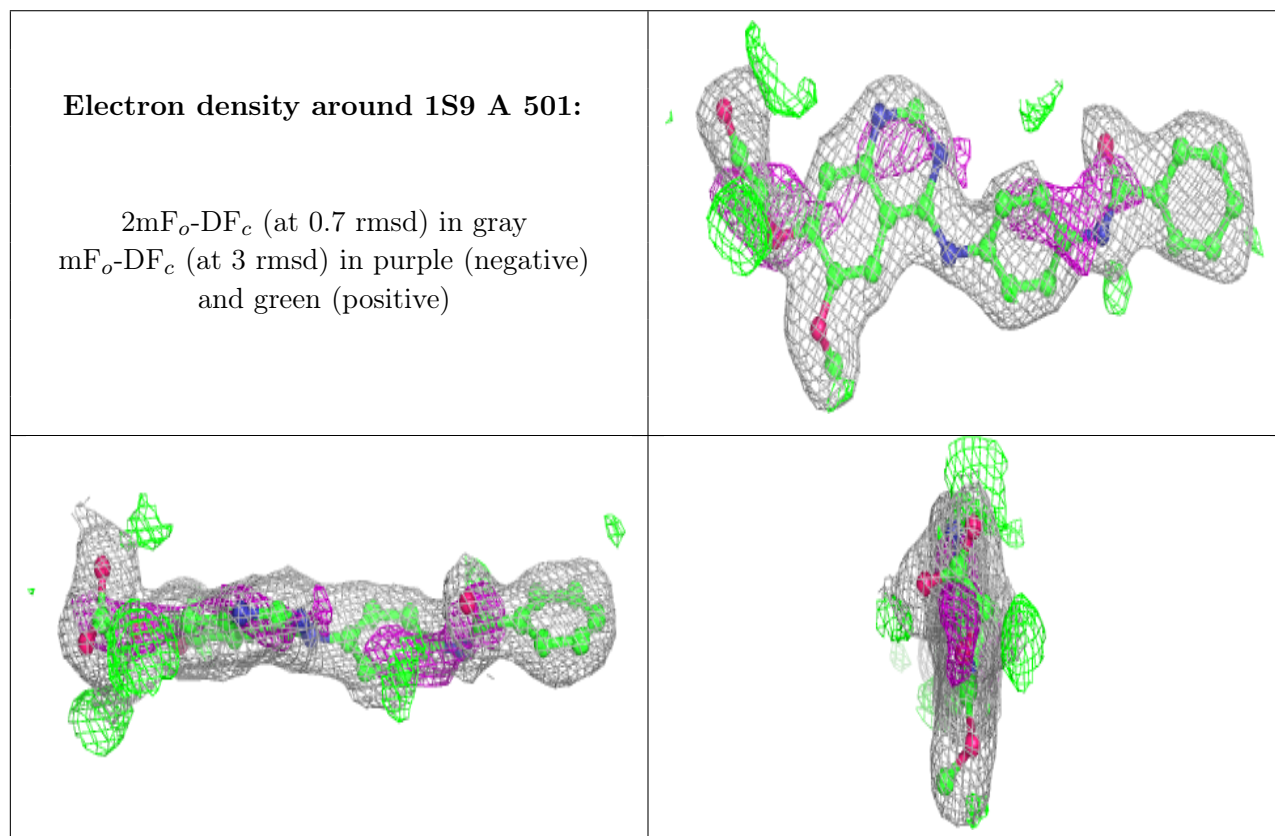 Electron density around 1S9 A 501:
2mFo-DFc (at 0.7 rmsd) in gray
mFo-DFc (at 3 rmsd) in purple (negative)
and green (positive)